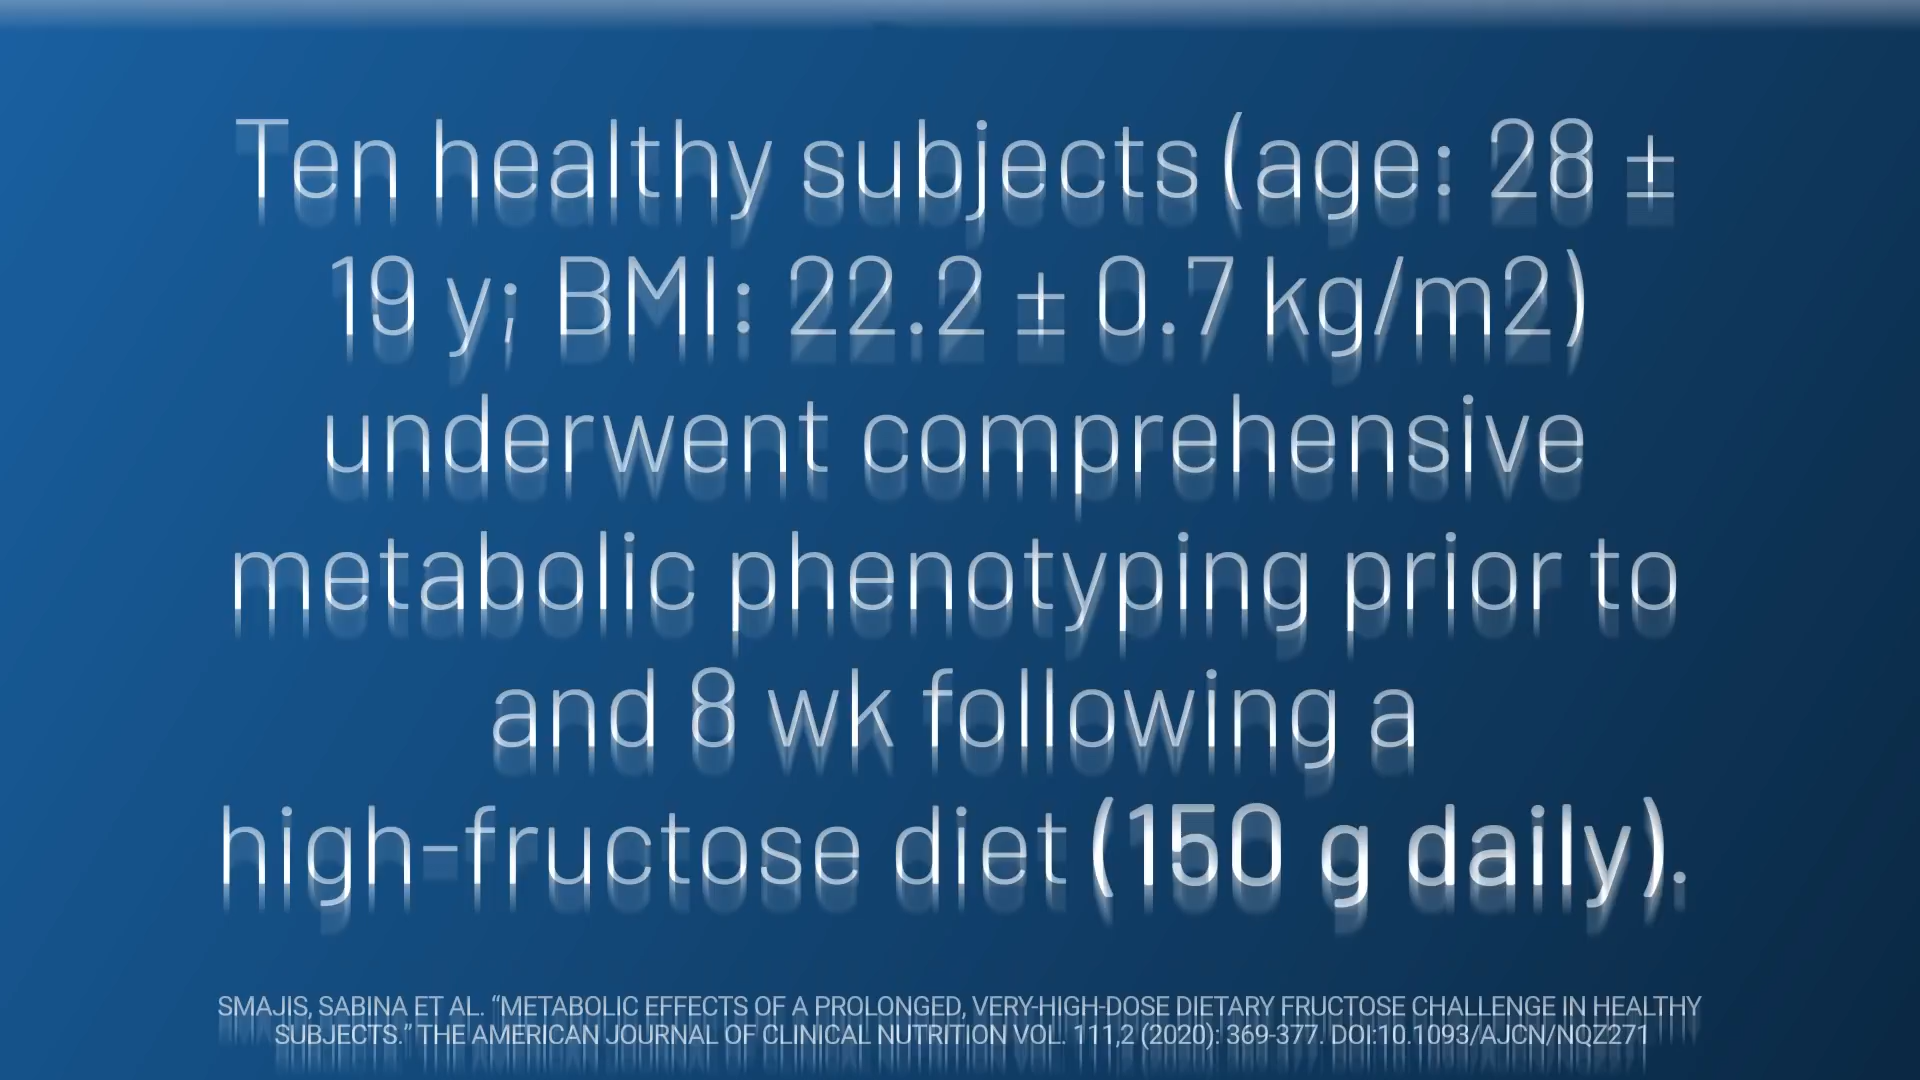 Ten healthy subjects (age: 28 ±
19 y; BMI: 22.2 ± 0.7 kg/m2)
underwent comprehensive
metabolic phenotyping prior to
and 8 wk following a
high-fructose diet (150 g daily).
SMAJIS, SABINA ET AL. “METABOLIC EFFECTS OF A PROLONGED, VERY-HIGH-DOSE DIETARY FRUCTOSE CHALLENGE IN HEALTHY
SUBJECTS.” THE AMERICAN JOURNAL OF CLINICAL NUTRITION VOL. 111,2 (2020): 369-377. DOI:10.1093/AJCN/NQZ271